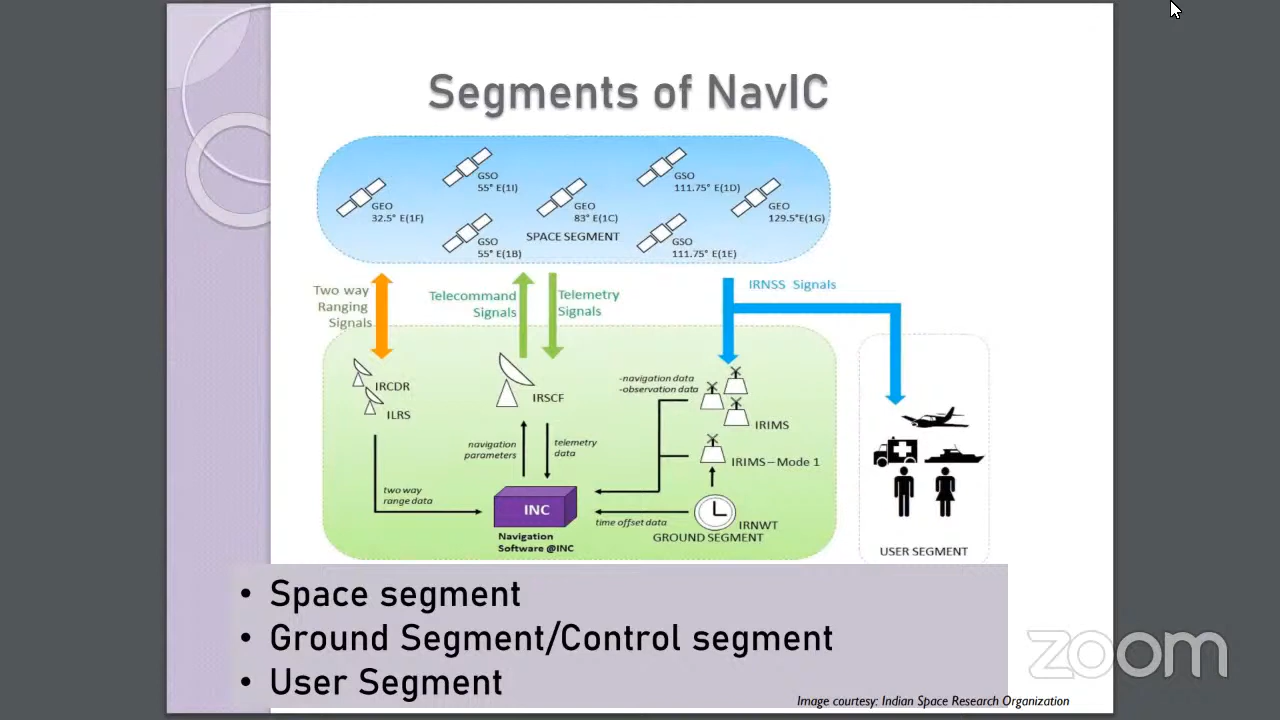 Segments of NavIC
GSO
55° E(1I)
GSO
111.75° E(1D)
GEO
32.5° E(1F)
GEO
83° E(1C)
GEO
129.5°E(1G)
SPACE SEGMENT
GSO
55° E(1B)
GSO
111.75° E(1E)
Two way
Ranging
Signals
Telecommand
Signals
Telemetry
Signals
IRNSS Signals
IRCDR
ILRS
IRSCF
-navigation data
-observation data
IRIMS
navigation
parameters
telemetry
data
IRIMS – Mode 1
two way
range data
INC
Navigation
Software @INC
time offset data
IRNWT
GROUND SEGMENT
USER SEGMENT
• Space segment
• Ground Segment/Control segment
• User Segment
zoom
Image courtesy: Indian Space Research Organization